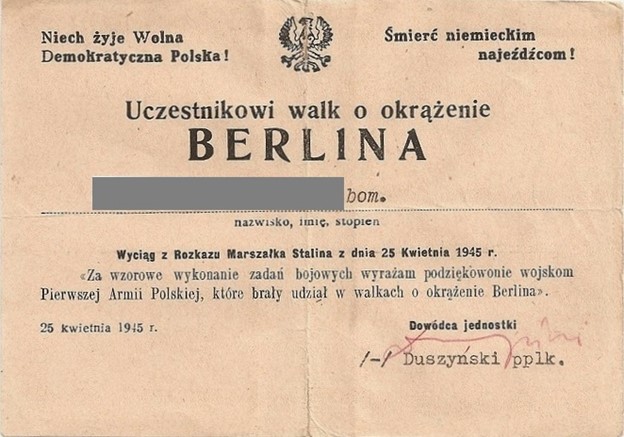 Niech żyje Wolna
Demokratyczna Polska!
Śmierć niemieckim
najeźdźcom!
Uczestnikowi walk o okrążenie
BERLINA
bom.
nazwisko, imię, stopień
Wyciąg z Rozkazu Marszałka Stalina z dnia 25 Kwietnia 1945 r.
«Za wzorowe wykonanie zadań bojowych wyrażam podziękowonie wojskom
Pierwszej Armii Polskiej, które brały udział w walkach o okrążenie Berlina».
25 kwietnia 1945 r.
Dowódca jednostki
/-/ Duszyński pplk.